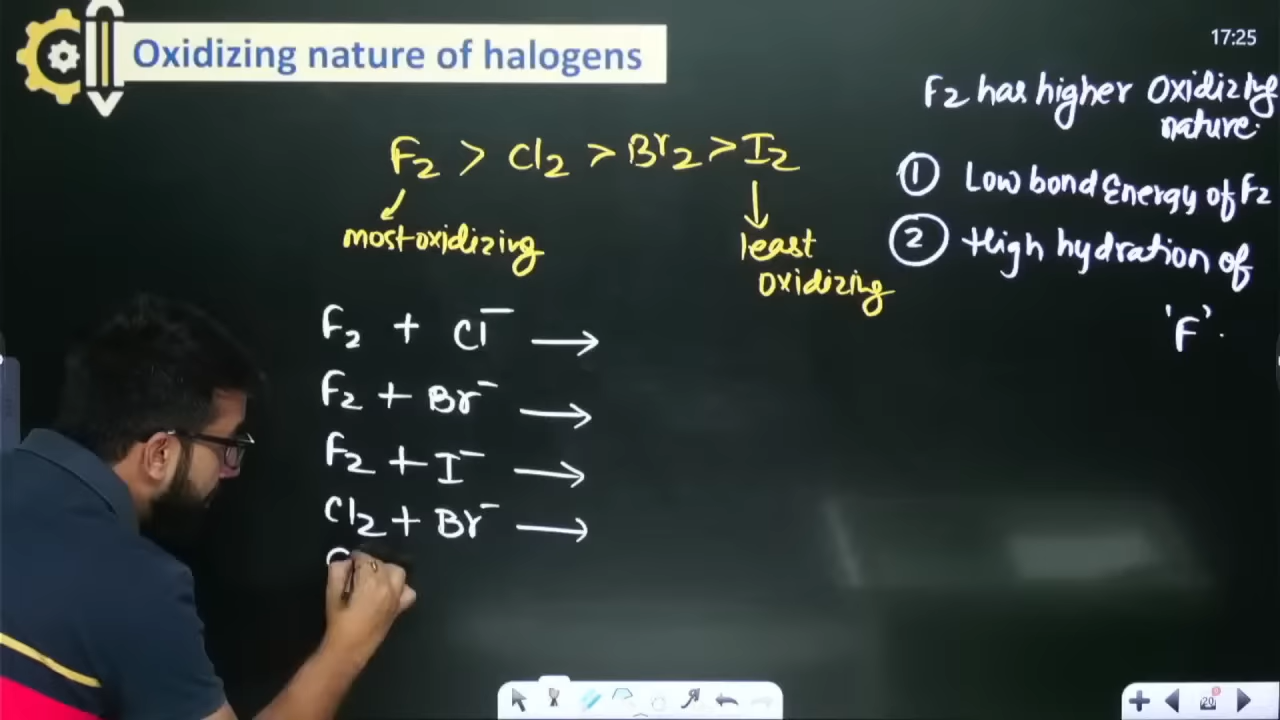 Oxidizing nature of halogens
17:25
F2 has higher Oxidizing
nature.
F2 > Cl2 > Br2 > I2
① Low bond Energy of F2
most oxidizing
least
oxidizing
② High hydration of
'F'.
F2 + Cl⁻ →
F2 + Br⁻ →
F2 + I⁻ →
Cl2 + Br⁻ →
20